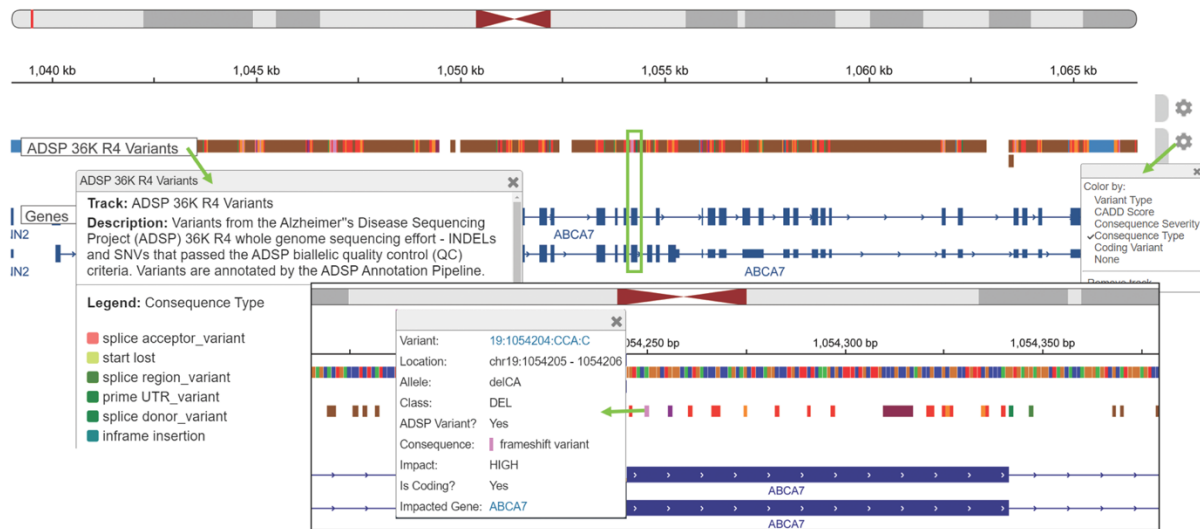 1,040 kb 1,045 kb 1,050 kb 1,055 kb 1,060 kb 1,065 kb
ADSP 36K R4 Variants
ADSP 36K R4 Variants
Track: ADSP 36K R4 Variants
Description: Variants from the Alzheimer"s Disease Sequencing
Project (ADSP) 36K R4 whole genome sequencing effort - INDELs
and SNVs that passed the ADSP biallelic quality control (QC)
criteria. Variants are annotated by the ADSP Annotation Pipeline.
Legend: Consequence Type
splice acceptor_variant
start lost
splice region_variant
prime UTR_variant
splice donor_variant
inframe insertion
Genes
IN2
IN2
ABCA7
ABCA7
Color by:
Variant Type
CADD Score
Consequence Severity
Consequence Type
Coding Variant
None
Remove track
054,250 bp 1,054,300 bp 1,054,350 bp
Variant: 19:1054204:CCA:C
Location: chr19:1054205 - 1054206
Allele: delCA
Class: DEL
ADSP Variant? Yes
Consequence: frameshift variant
Impact: HIGH
Is Coding? Yes
Impacted Gene: ABCA7
ABCA7
ABCA7